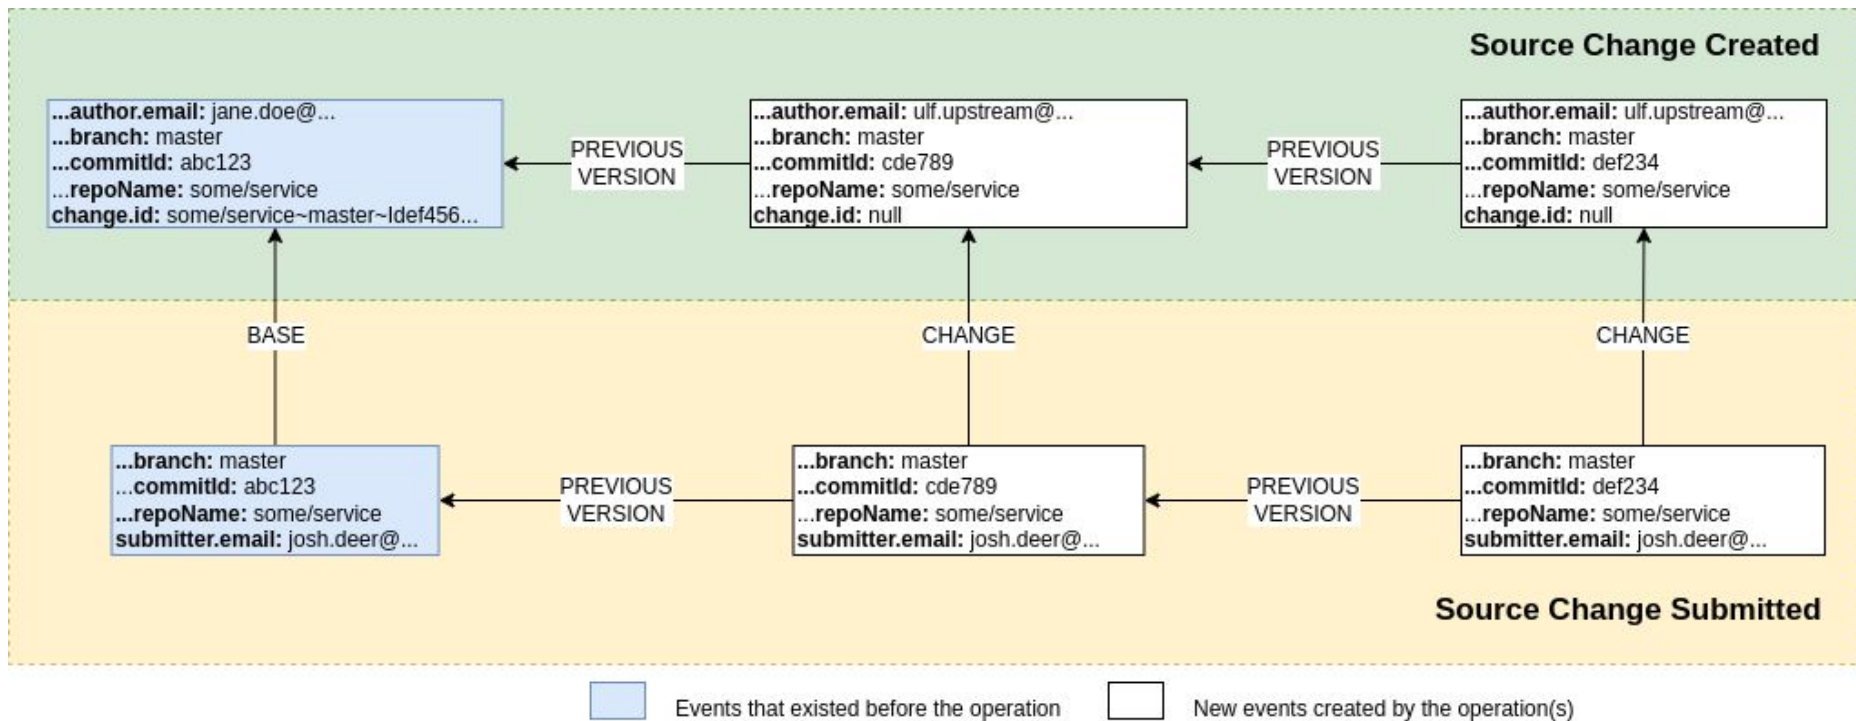 Source Change Created
...author.email: jane.doe@...
...branch: master
...commitId: abc123
...repoName: some/service
change.id: some/service~master~Idef456...
PREVIOUS
VERSION
...author.email: ulf.upstream@...
...branch: master
...commitId: cde789
...repoName: some/service
change.id: null
PREVIOUS
VERSION
...author.email: ulf.upstream@...
...branch: master
...commitId: def234
...repoName: some/service
change.id: null
BASE
CHANGE
CHANGE
...branch: master
...commitId: abc123
...repoName: some/service
submitter.email: josh.deer@...
PREVIOUS
VERSION
...branch: master
...commitId: cde789
...repoName: some/service
submitter.email: josh.deer@...
PREVIOUS
VERSION
...branch: master
...commitId: def234
...repoName: some/service
submitter.email: josh.deer@...
Source Change Submitted
Events that existed before the operation
New events created by the operation(s)